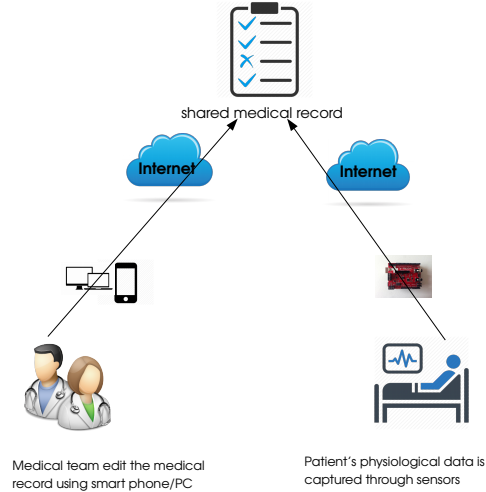 shared medical record
Internet
Internet
Medical team edit the medical
record using smart phone/PC
Patient's physiological data is
captured through sensors